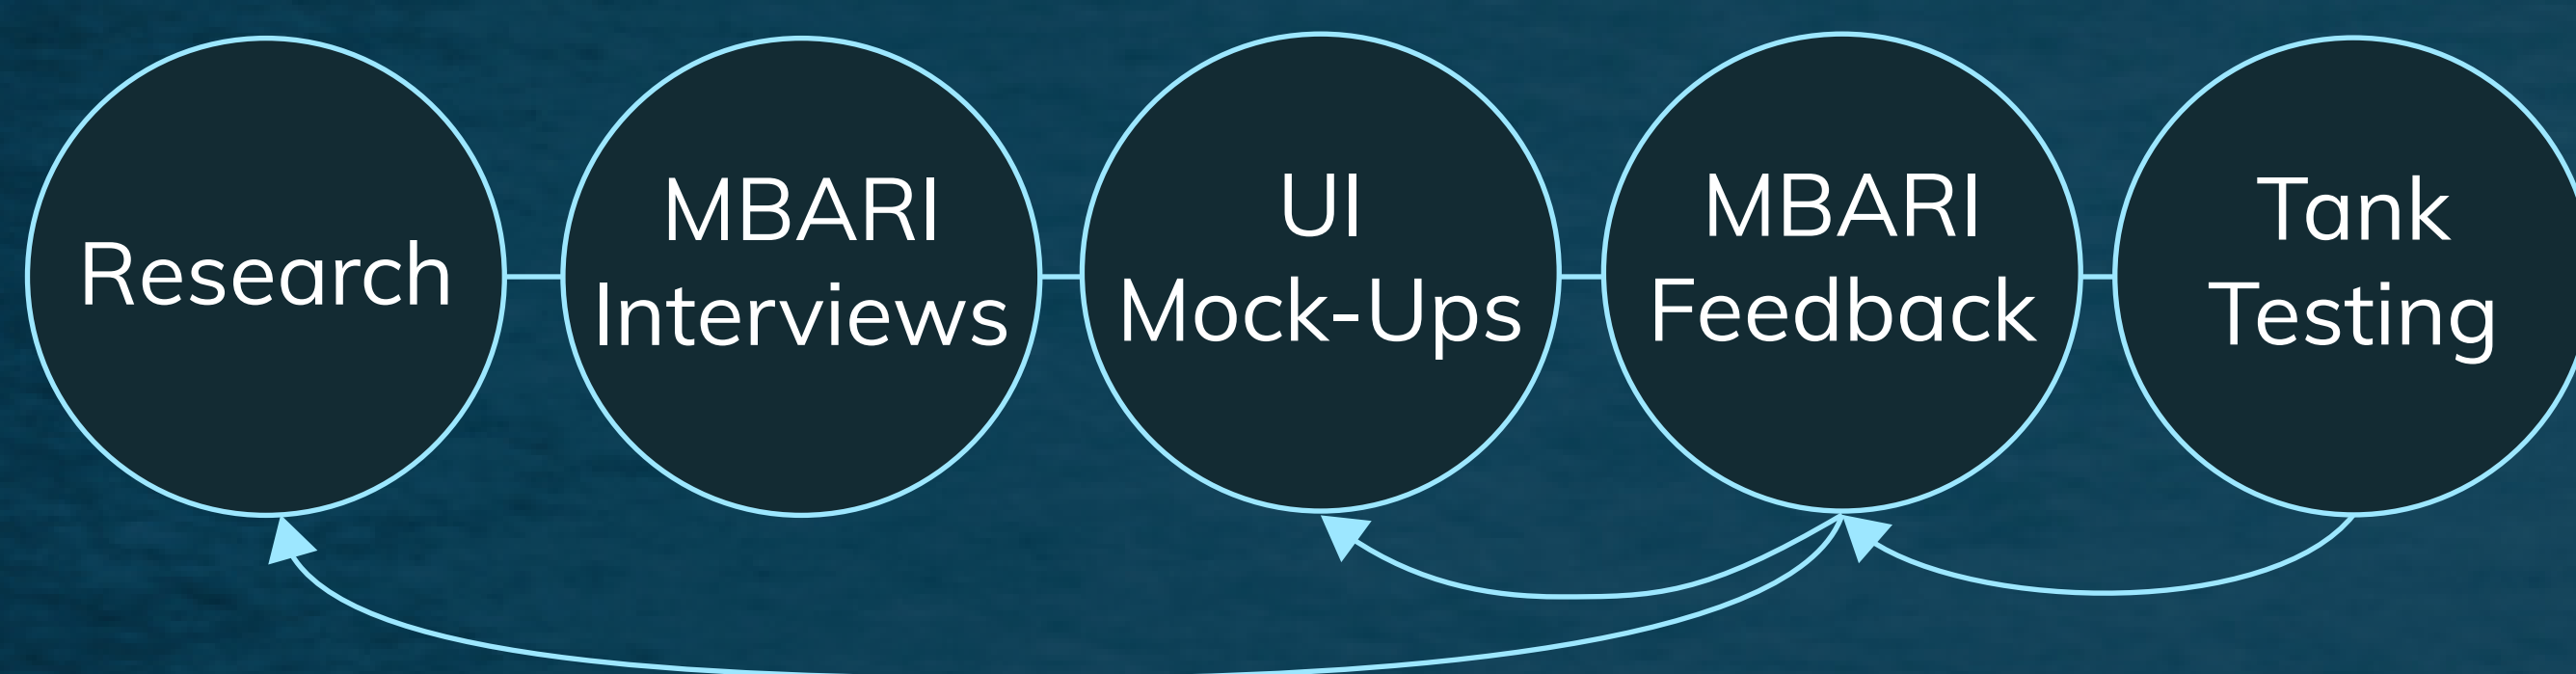 Research
MBARI
Interviews
UI
Mock-Ups
MBARI
Feedback
Tank
Testing